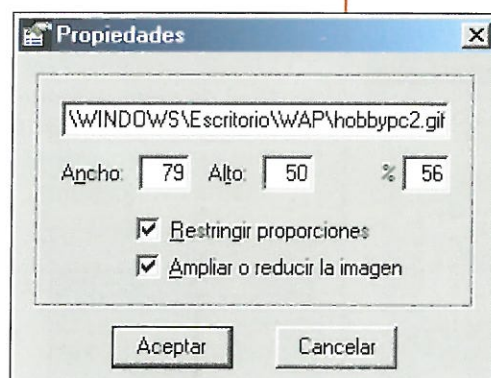 Propiedades
\WINDOWS\Escritorio\WAP\hobbypc2.gif
Ancho: 79 Alto: 50 % 56
Restringir proporciones
Ampliar o reducir la imagen
Aceptar Cancelar